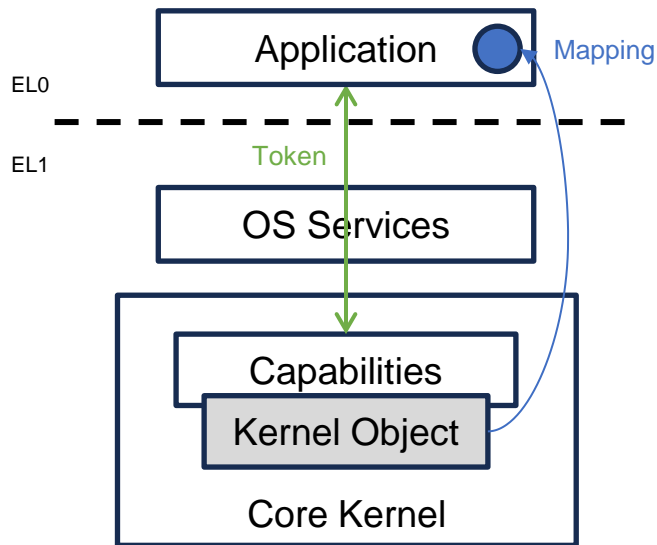 Application
Mapping
EL0
Token
EL1
OS Services
Capabilities
Kernel Object
Core Kernel